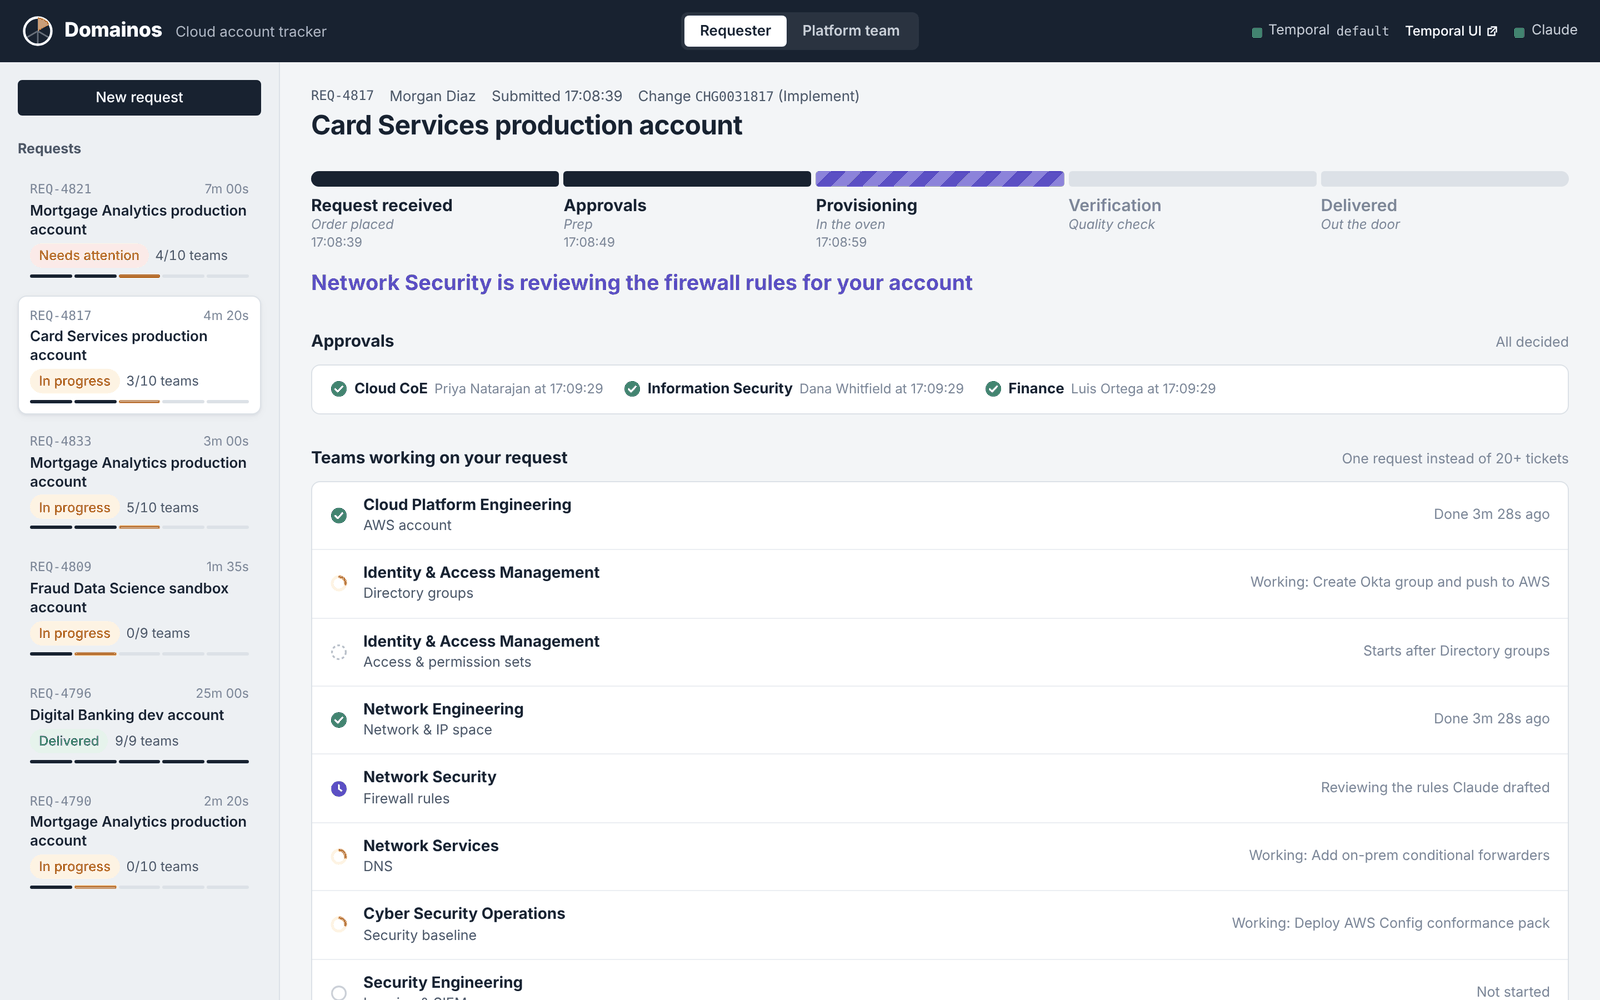 Domainos Cloud account tracker
Requester
Platform team
Temporal default
Temporal UI
Claude
New request
Requests
REQ-4821 7m 00s
Mortgage Analytics production
account
Needs attention 4/10 teams
REQ-4817 4m 20s
Card Services production
account
In progress 3/10 teams
REQ-4833 3m 00s
Mortgage Analytics production
account
In progress 5/10 teams
REQ-4809 1m 35s
Fraud Data Science sandbox
account
In progress 0/9 teams
REQ-4796 25m 00s
Digital Banking dev account
Delivered 9/9 teams
REQ-4790 2m 20s
Mortgage Analytics production
account
In progress 0/10 teams
REQ-4817 Morgan Diaz Submitted 17:08:39 Change CHG0031817 (Implement)
Card Services production account
Request received
Order placed
17:08:39
Approvals
Prep
17:08:49
Provisioning
In the oven
17:08:59
Verification
Quality check
Delivered
Out the door
Network Security is reviewing the firewall rules for your account
Approvals
All decided
Cloud CoE Priya Natarajan at 17:09:29
Information Security Dana Whitfield at 17:09:29
Finance Luis Ortega at 17:09:29
Teams working on your request
One request instead of 20+ tickets
Cloud Platform Engineering
AWS account
Done 3m 28s ago
Identity & Access Management
Directory groups
Working: Create Okta group and push to AWS
Identity & Access Management
Access & permission sets
Starts after Directory groups
Network Engineering
Network & IP space
Done 3m 28s ago
Network Security
Firewall rules
Reviewing the rules Claude drafted
Network Services
DNS
Working: Add on-prem conditional forwarders
Cyber Security Operations
Security baseline
Working: Deploy AWS Config conformance pack
Security Engineering
Not started